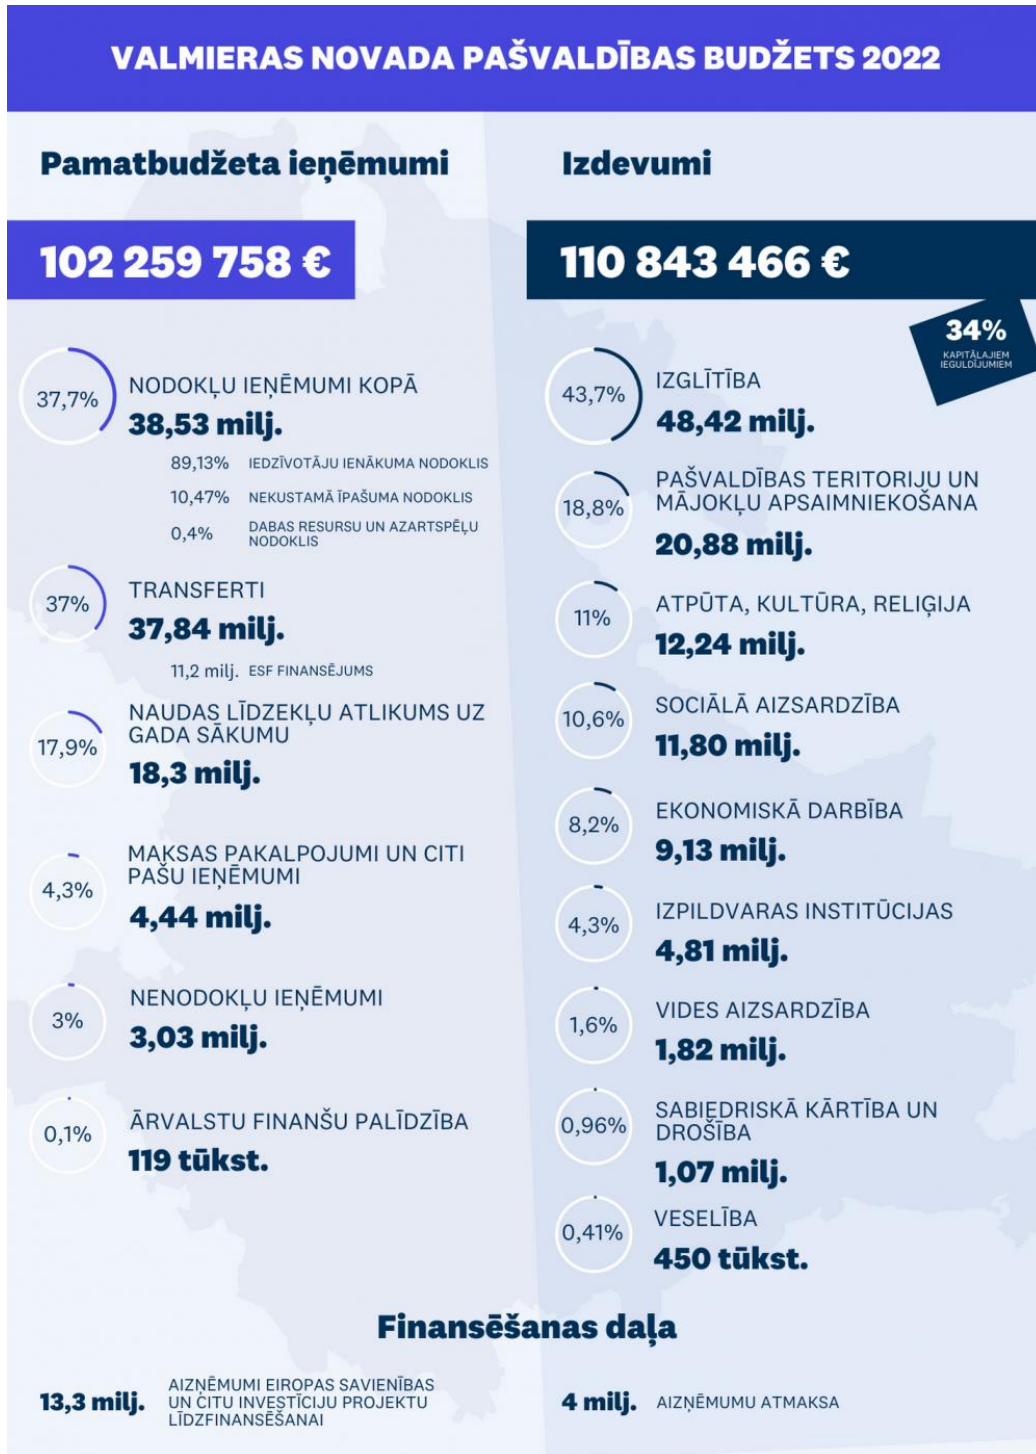 VALMIERAS NOVADA PAŠVALDĪBAS BUDŽETS 2022
Pamatbudžeta ieņēmumi
102 259 758 €
37,7%
NODOKĻU IEŅĒMUMI KOPĀ
38,53 milj.
89,13% IEDZĪVOTĀJU IENĀKUMA NODOKLIS
10,47% NEKUSTAMĀ ĪPAŠUMA NODOKLIS
0,4% DABAS RESURSU UN AZARTSPĒĻU
NODOKLIS
37%
TRANSFERTI
37,84 milj.
11,2 milj. ESF FINANSĒJUMS
17,9%
NAUDAS LĪDZEKĻU ATLIKUMS UZ
GADA SĀKUMU
18,3 milj.
4,3%
MAKSAS PAKALPOJUMI UN CITI
PAŠU IEŅĒMUMI
4,44 milj.
3%
NENODOKĻU IEŅĒMUMI
3,03 milj.
0,1%
ĀRVALSTU FINANŠU PALĪDZĪBA
119 tūkst.
Izdevumi
110 843 466 €
34%
KAPITĀLAJIEM
IEGULDĪJUMIEM
43,7%
IZGLĪTĪBA
48,42 milj.
18,8%
PAŠVALDĪBAS TERITORIJU UN
MĀJOKĻU APSAIMNIEKOŠANA
20,88 milj.
11%
ATPŪTA, KULTŪRA, RELIĢIJA
12,24 milj.
10,6%
SOCIĀLĀ AIZSARDZĪBA
11,80 milj.
8,2%
EKONOMISKĀ DARBĪBA
9,13 milj.
4,3%
IZPILDVARAS INSTITŪCIJAS
4,81 milj.
1,6%
VIDES AIZSARDZĪBA
1,82 milj.
0,96%
SABIEDRISKĀ KĀRTĪBA UN
DROŠĪBA
1,07 milj.
0,41%
VESELĪBA
450 tūkst.
Finansēšanas daļa
13,3 milj.
AIZŅĒMUMI EIROPAS SAVIENĪBAS
UN CITU INVESTĪCIJU PROJEKTU
LĪDZFINANSĒŠANAI
4 milj. AIZŅĒMUMU ATMAKSA